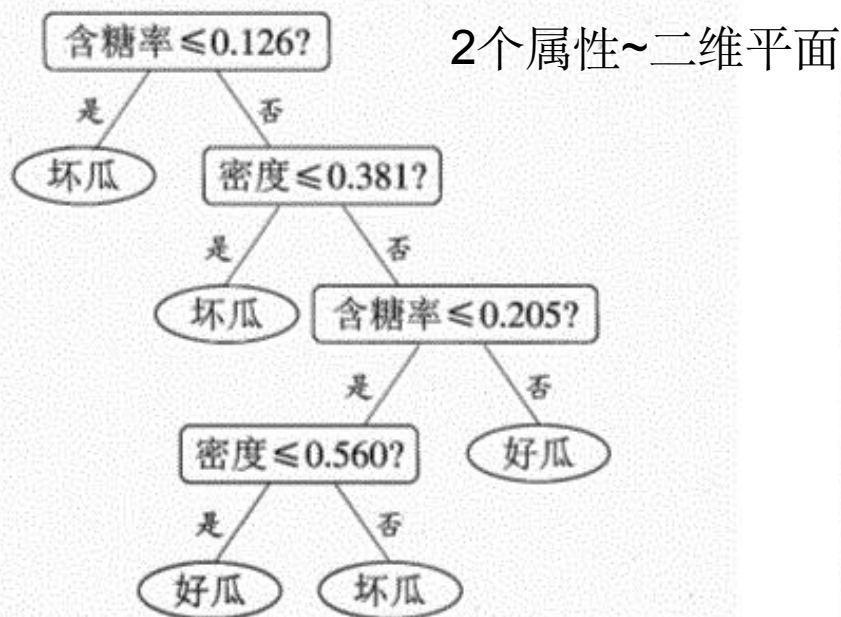 含糖率≤0.126?
2个属性~二维平面
是
否
坏瓜
密度≤0.381?
是
否
坏瓜
含糖率≤0.205?
是
否
密度≤0.560?
好瓜
是
否
好瓜
坏瓜